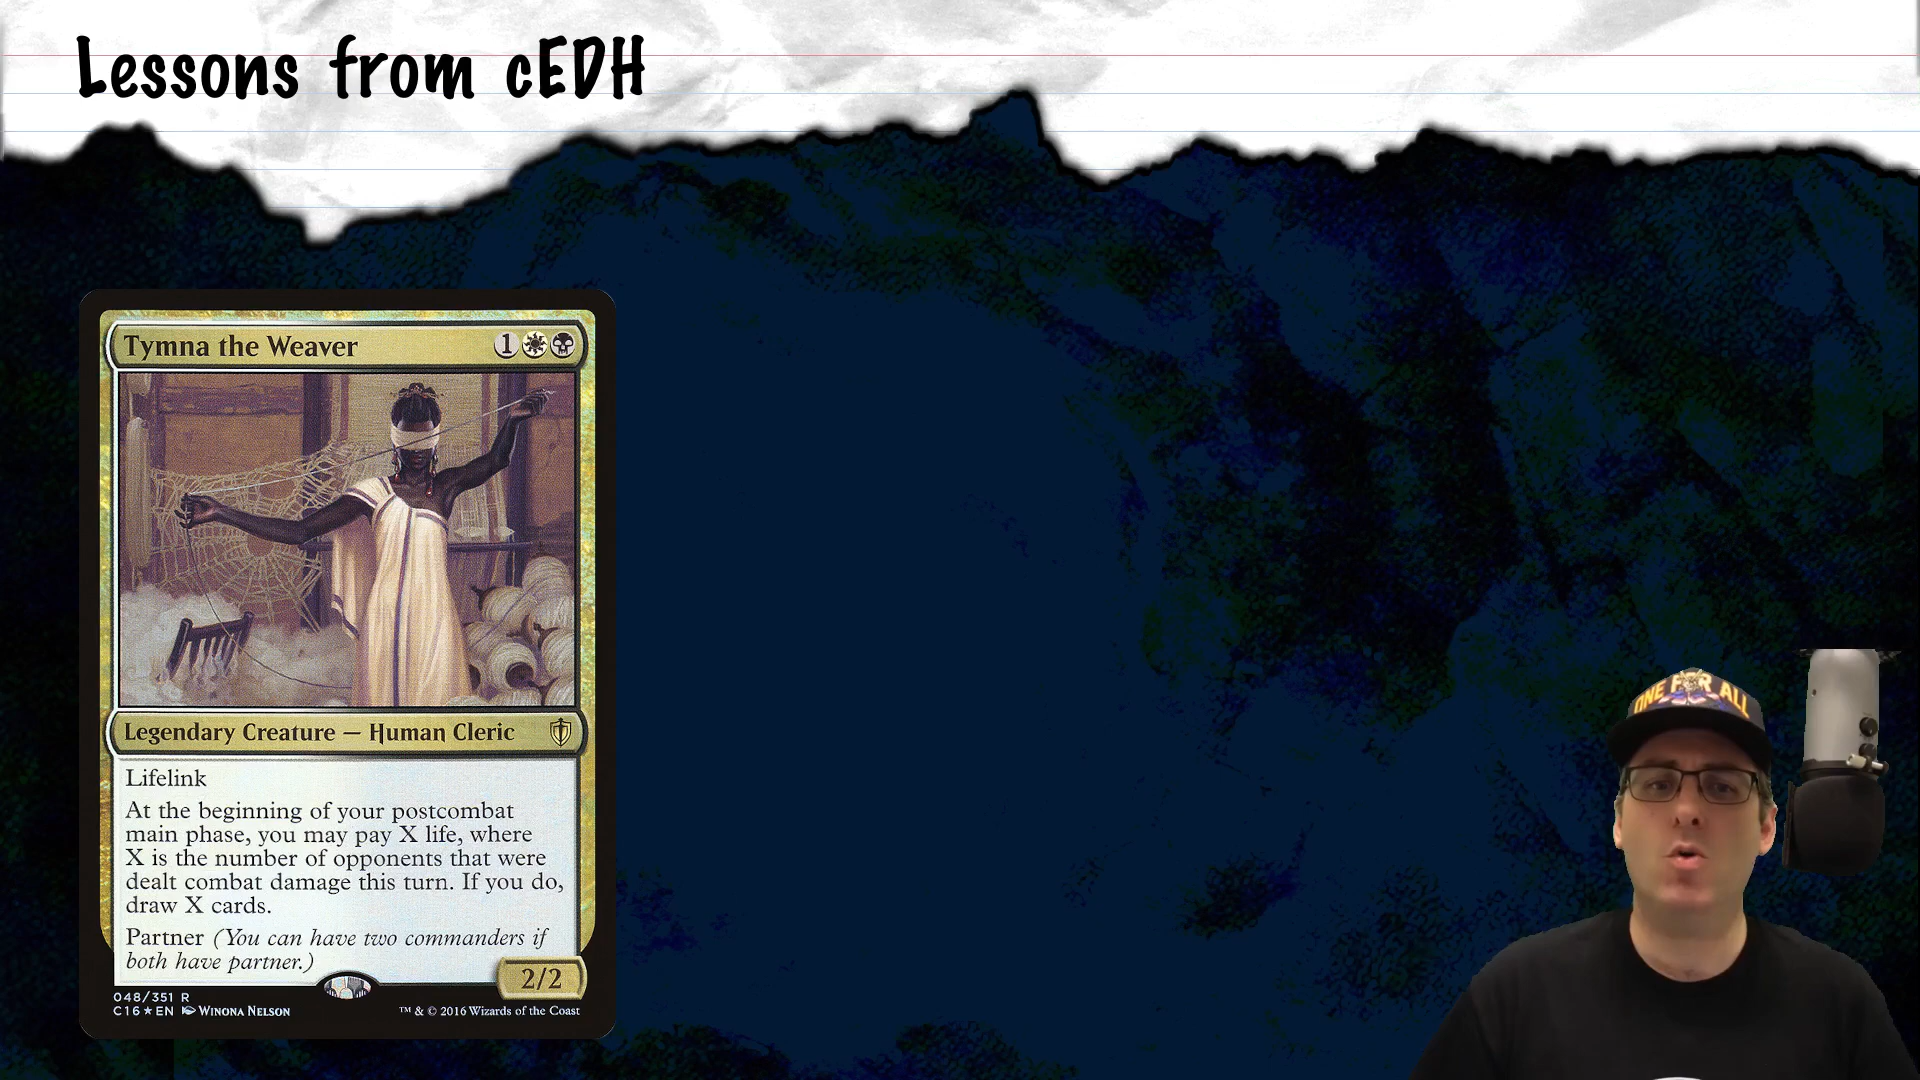 Lessons from cEDH
Tymna the Weaver 1
Legendary Creature — Human Cleric
Lifelink
At the beginning of your postcombat
main phase, you may pay X life, where
X is the number of opponents that were
dealt combat damage this turn. If you do,
draw X cards.
Partner (You can have two commanders if
both have partner.)
2/2
048/351 R
C16★EN Winona Nelson
™ & © 2016 Wizards of the Coast
ONE FOR ALL